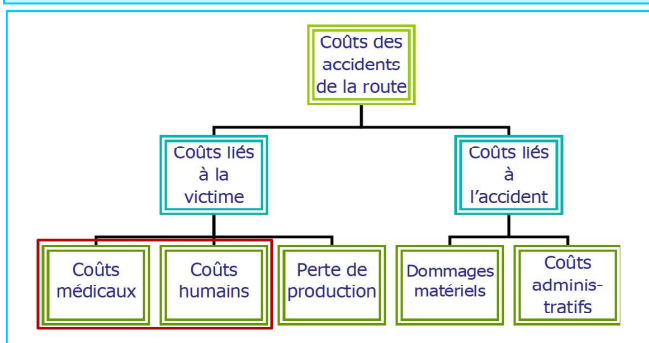 Coûts des
accidents
de la route
Coûts liés
à la
victime
Coûts liés
à
l'accident
Coûts
médicaux
Coûts
humains
Perte de
production
Dommages
matériels
Coûts
adminis-
tratifs